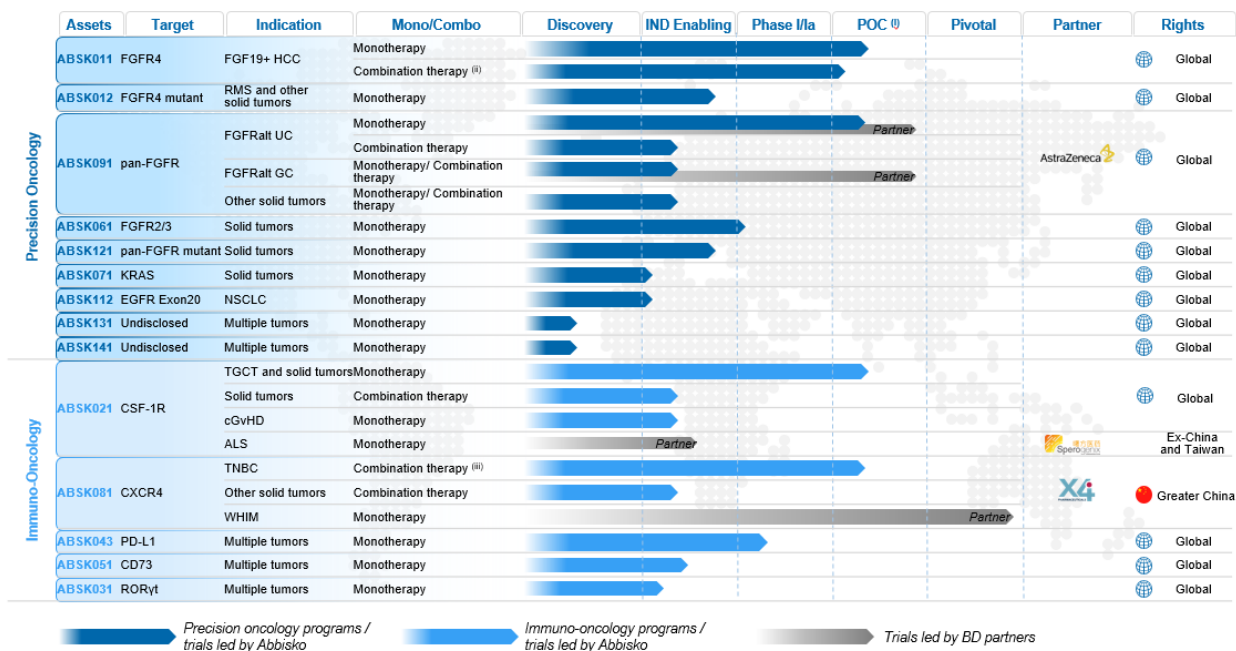 Assets Target Indication Mono/Combo Discovery IND Enabling Phase I/Ia POC (i) Pivotal Partner Rights
Precision Oncology
ABSK011 FGFR4 FGF19+ HCC Monotherapy Global
Combination therapy (ii)
ABSK012 FGFR4 mutant RMS and other solid tumors Monotherapy Global
ABSK091 pan-FGFR FGFRalt UC Monotherapy Partner AstraZeneca Global
Combination therapy
FGFRalt GC Monotherapy/ Combination therapy Partner
Other solid tumors Monotherapy/ Combination therapy
ABSK061 FGFR2/3 Solid tumors Monotherapy Global
ABSK121 pan-FGFR mutant Solid tumors Monotherapy Global
ABSK071 KRAS Solid tumors Monotherapy Global
ABSK112 EGFR Exon20 NSCLC Monotherapy Global
ABSK131 Undisclosed Multiple tumors Monotherapy Global
ABSK141 Undisclosed Multiple tumors Monotherapy Global
Immuno-Oncology
ABSK021 CSF-1R TGCT and solid tumors Monotherapy Global
Solid tumors Combination therapy
cGvHD Monotherapy
ALS Monotherapy Partner Sperogenix Ex-China and Taiwan
ABSK081 CXCR4 TNBC Combination therapy (iii) X4 Greater China
Other solid tumors Combination therapy
WHIM Monotherapy Partner
ABSK043 PD-L1 Multiple tumors Monotherapy Global
ABSK051 CD73 Multiple tumors Monotherapy Global
ABSK031 RORγt Multiple tumors Monotherapy Global
Precision oncology programs /
trials led by Abbisko
Immuno-oncology programs /
trials led by Abbisko
Trials led by BD partners